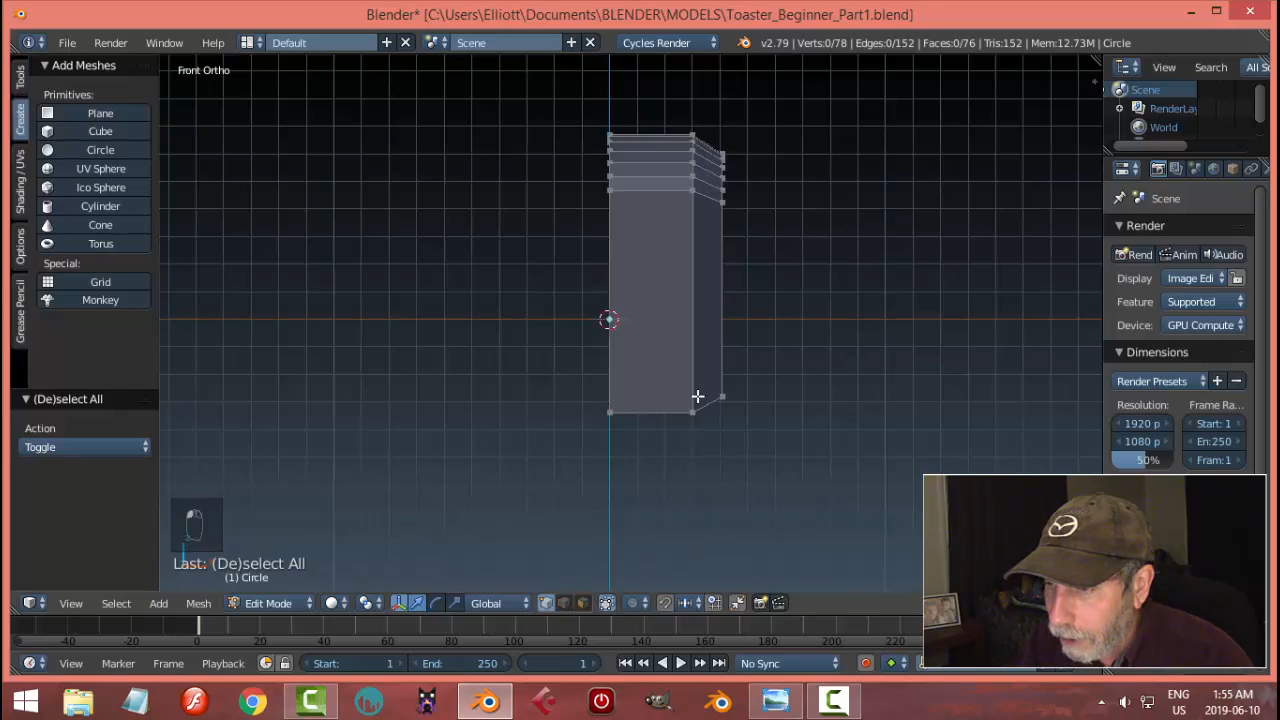 Blender* [C:\Users\Elliott\Documents\BLENDER\MODELS\Toaster_Beginner_Part1.blend]
File Render Window Help Default Scene Cycles Render v2.79 | Verts:0/78 | Edges:0/152 | Faces:0/76 | Tris:152 | Mem:12.73M | Circle
Add Meshes
Primitives:
Plane
Cube
Circle
UV Sphere
Ico Sphere
Cylinder
Cone
Torus
Special:
Grid
Monkey
Tools
Create
Shading / UVs
Options
Grease Pencil
(De)select All
Action
Toggle
Front Ortho
Last: (De)select All
(1) Circle
View Search All Sc
Scene
RenderLay
World
Scene
Render
Rend Anim Audio
Display Image Edi
Feature Supported
Device: GPU Compute
Dimensions
Render Presets
Resolution: Frame Ra...
1920 p Start: 1
1080 p En:250
50% Fram:1
View Select Add Mesh Edit Mode Global
-40 -20 0 20 40 60 80 100 120 140 160 180
View Marker Frame Playback Start: 1 End: 250 1 No Sync
ENG 1:55 AM
US 2019-06-10